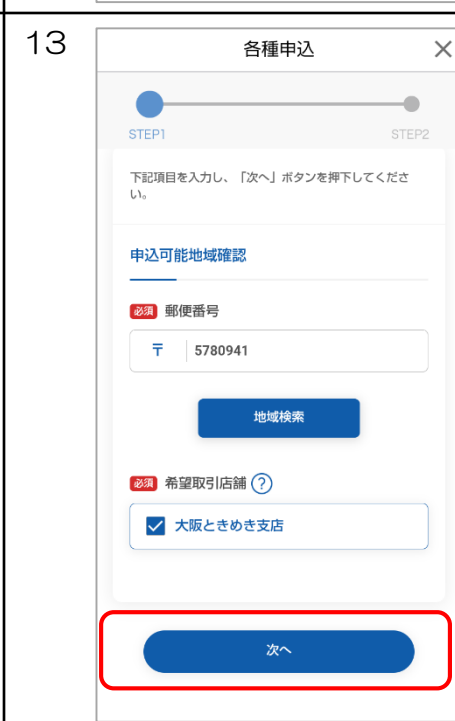 13
各種申込
STEP1
STEP2
下記項目を入力し、「次へ」ボタンを押下してくださ
い。
申込可能地域確認
必須 郵便番号
〒 5780941
地域検索
必須 希望取引店舗 ?
大阪ときめき支店
次へ